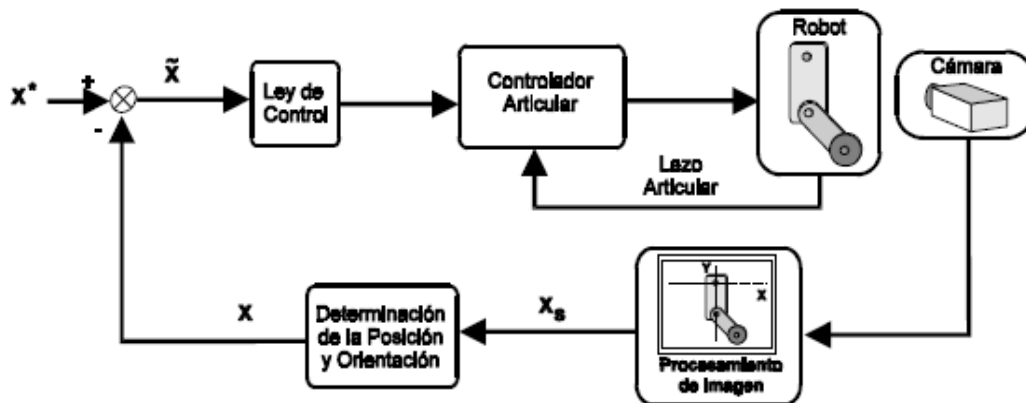 Robot
Cámara
x*
+
-
x̃
Ley de
Control
Controlador
Articular
Lazo
Articular
x
Determinación
de la Posición
y Orientación
xₛ
Y
X
Procesamiento
de Imagen